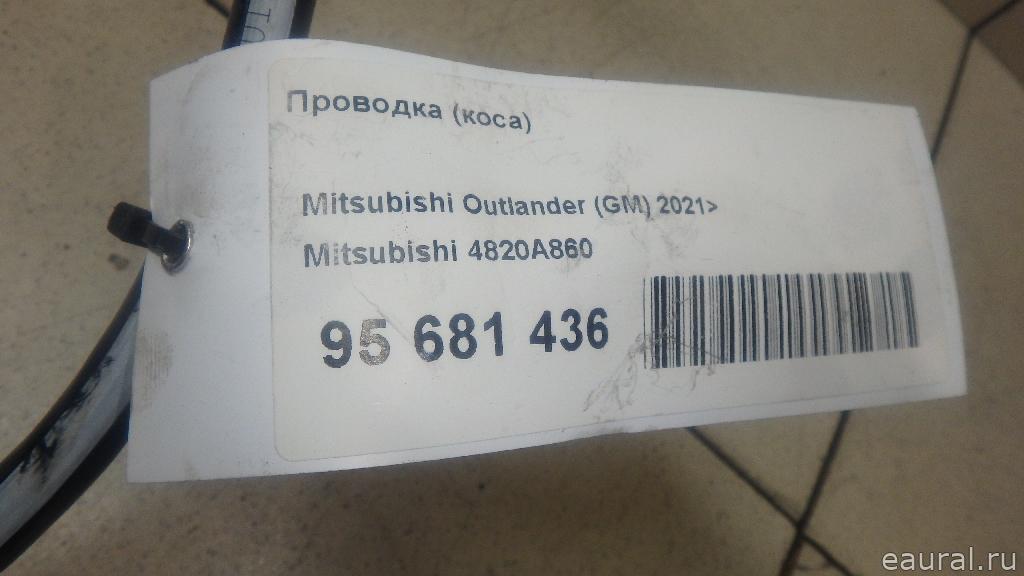 Проводка (коса)
Mitsubishi Outlander (GM) 2021>
Mitsubishi 4820A860
95 681 436
eaural.ru